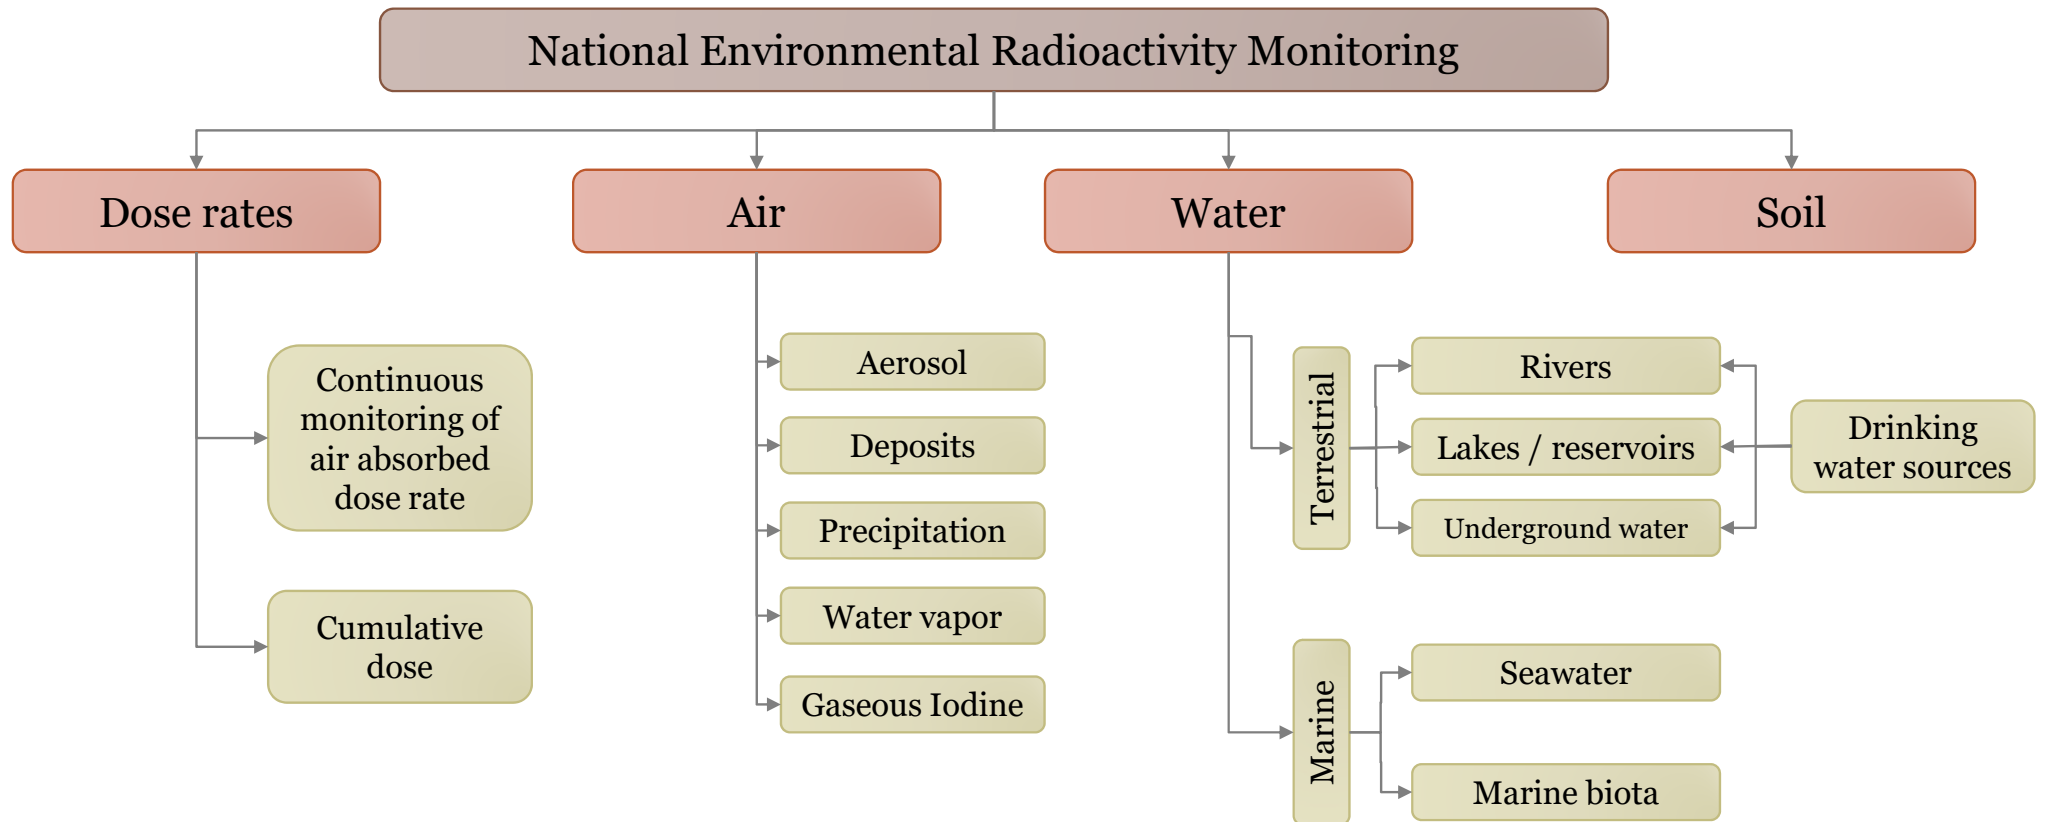 National Environmental Radioactivity Monitoring
Dose rates
Air
Water
Soil
Continuous
monitoring of
air absorbed
dose rate
Cumulative
dose
Aerosol
Deposits
Precipitation
Water vapor
Gaseous Iodine
Terrestrial
Rivers
Lakes / reservoirs
Underground water
Drinking
water sources
Marine
Seawater
Marine biota